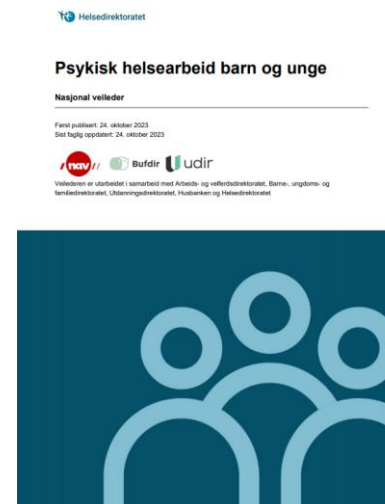 Helsedirektoratet
Psykisk helsearbeid barn og unge
Nasjonal veileder
Først publisert: 24. oktober 2023
Sist faglig oppdatert: 24. oktober 2023
nav
Bufdir
udir
Veilederen er utarbeidet i samarbeid med Arbeids- og velferdsdirektoratet, Barne-, ungdoms- og
familiedirektoratet, Utdanningsdirektoratet, Husbanken og Helsedirektoratet